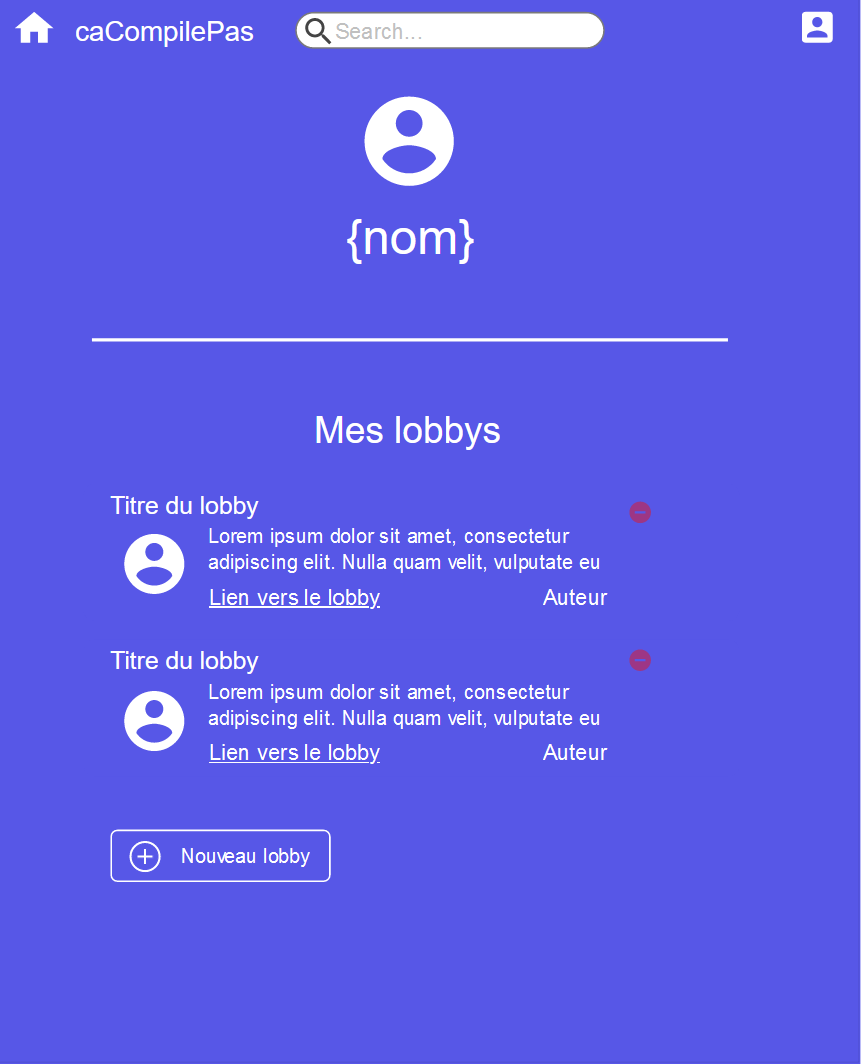 caCompilePas
Search...
{nom}
Mes lobbys
Titre du lobby
Lorem ipsum dolor sit amet, consectetur
adipiscing elit. Nulla quam velit, vulputate eu
Lien vers le lobby
Auteur
Titre du lobby
Lorem ipsum dolor sit amet, consectetur
adipiscing elit. Nulla quam velit, vulputate eu
Lien vers le lobby
Auteur
Nouveau lobby